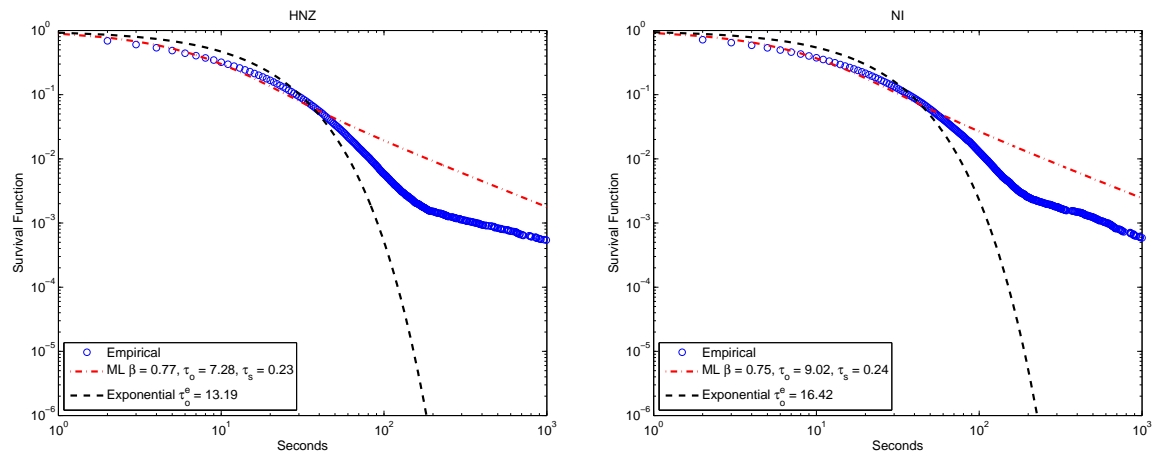 HNZ
10^0
10^-1
10^-2
10^-3
10^-4
10^-5
10^-6
Survival Function
Empirical
ML β = 0.77, τ_o = 7.28, τ_s = 0.23
Exponential τ_o^e = 13.19
10^0 10^1 10^2 10^3
Seconds
NI
10^0
10^-1
10^-2
10^-3
10^-4
10^-5
10^-6
Survival Function
Empirical
ML β = 0.75, τ_o = 9.02, τ_s = 0.24
Exponential τ_o^e = 16.42
10^0 10^1 10^2 10^3
Seconds